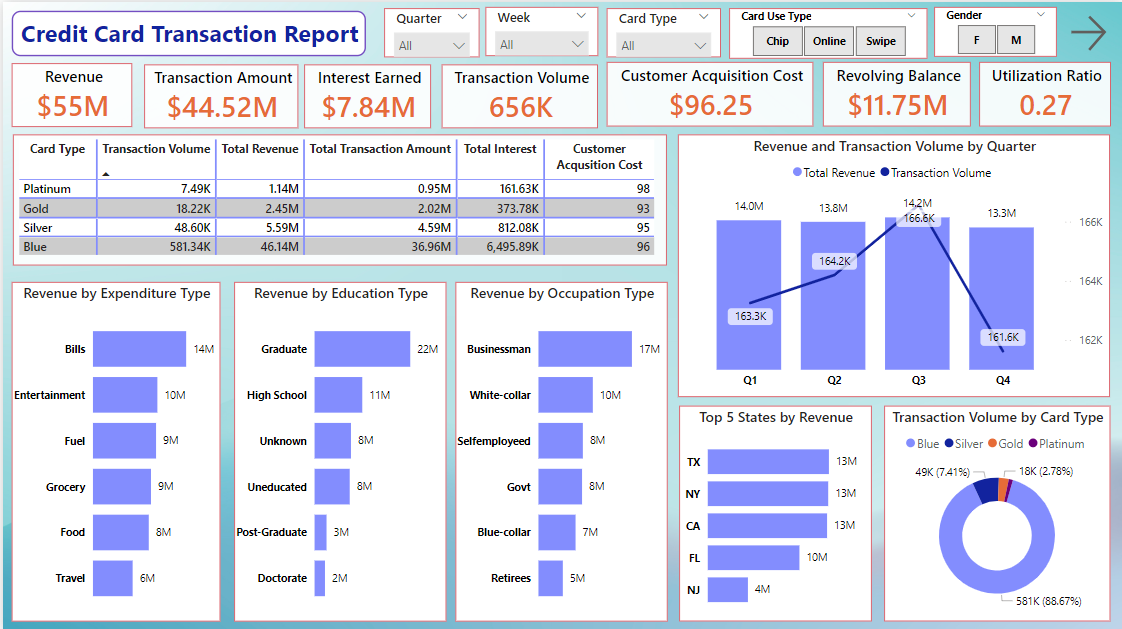 Credit Card Transaction Report
Quarter
All
Week
All
Card Type
All
Card Use Type
Chip
Online
Swipe
Gender
F
M
Revenue
$55M
Transaction Amount
$44.52M
Interest Earned
$7.84M
Transaction Volume
656K
Customer Acquisition Cost
$96.25
Revolving Balance
$11.75M
Utilization Ratio
0.27
Card Type Transaction Volume Total Revenue Total Transaction Amount Total Interest Customer
Acqusition Cost
Platinum 7.49K 1.14M 0.95M 161.63K 98
Gold 18.22K 2.45M 2.02M 373.78K 93
Silver 48.60K 5.59M 4.59M 812.08K 95
Blue 581.34K 46.14M 36.96M 6,495.89K 96
Revenue and Transaction Volume by Quarter
Total Revenue Transaction Volume
14.0M 13.8M 14.2M 13.3M
163.3K 164.2K 166.6K 161.6K
166K
164K
162K
Q1 Q2 Q3 Q4
Revenue by Expenditure Type
Bills 14M
Entertainment 10M
Fuel 9M
Grocery 9M
Food 8M
Travel 6M
Revenue by Education Type
Graduate 22M
High School 11M
Unknown 8M
Uneducated 8M
Post-Graduate 3M
Doctorate 2M
Revenue by Occupation Type
Businessman 17M
White-collar 10M
Selfemployeed 8M
Govt 8M
Blue-collar 7M
Retirees 5M
Top 5 States by Revenue
TX 13M
NY 13M
CA 13M
FL 10M
NJ 4M
Transaction Volume by Card Type
Blue Silver Gold Platinum
49K (7.41%)
18K (2.78%)
581K (88.67%)